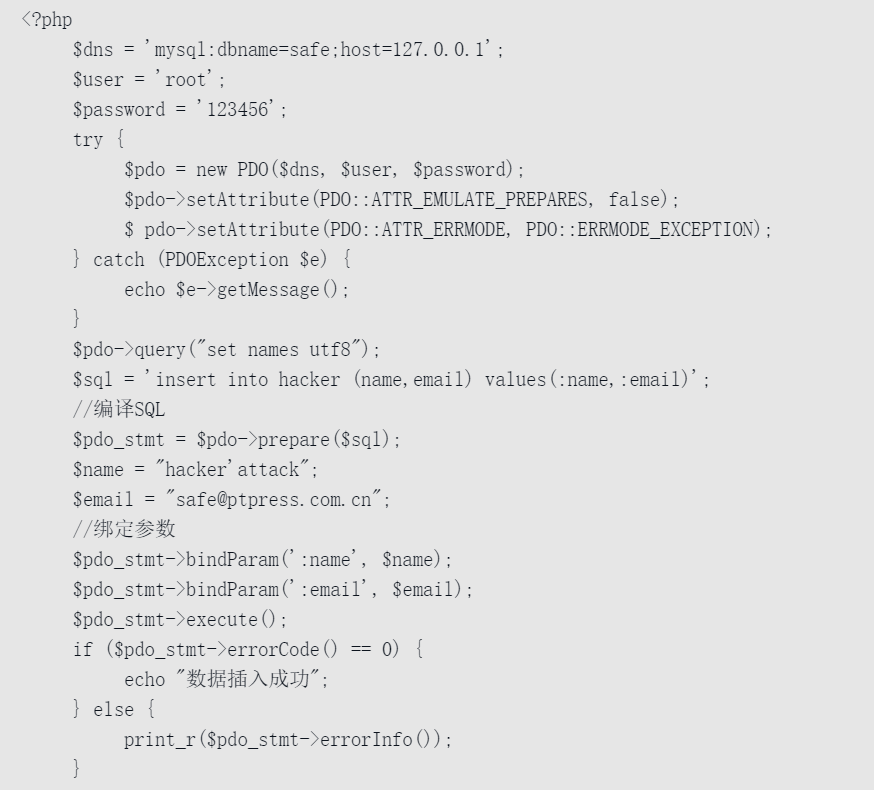 <?php
$dns = 'mysql:dbname=safe;host=127.0.0.1';
$user = 'root';
$password = '123456';
try {
$pdo = new PDO($dns, $user, $password);
$pdo->setAttribute(PDO::ATTR_EMULATE_PREPARES, false);
$ pdo->setAttribute(PDO::ATTR_ERRMODE, PDO::ERRMODE_EXCEPTION);
} catch (PDOException $e) {
echo $e->getMessage();
}
$pdo->query("set names utf8");
$sql = 'insert into hacker (name,email) values(:name,:email)';
//编译SQL
$pdo_stmt = $pdo->prepare($sql);
$name = "hacker'attack";
$email = "safe@ptpress.com.cn";
//绑定参数
$pdo_stmt->bindParam(':name', $name);
$pdo_stmt->bindParam(':email', $email);
$pdo_stmt->execute();
if ($pdo_stmt->errorCode() == 0) {
echo "数据插入成功";
} else {
print_r($pdo_stmt->errorInfo());
}